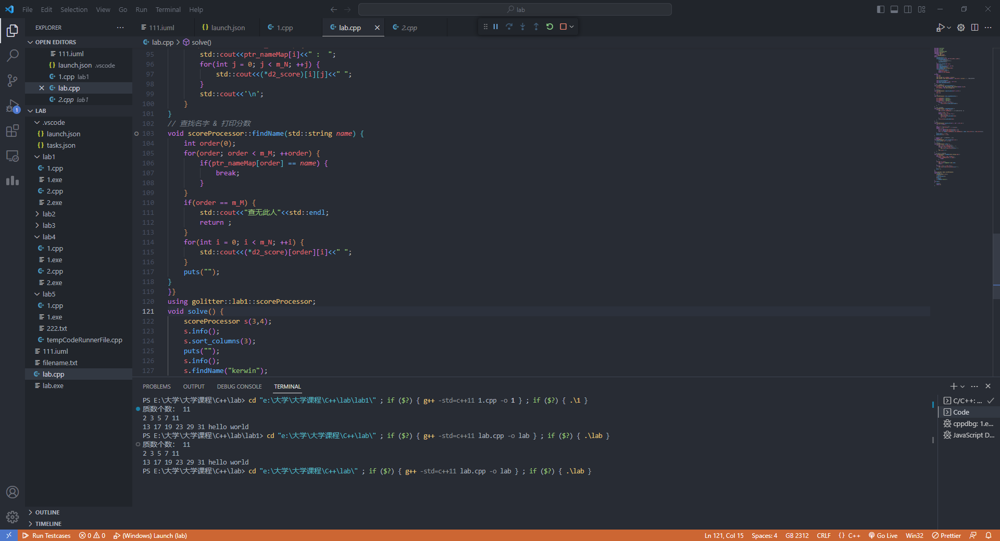 File Edit Selection View Go Run Terminal Help
lab
EXPLORER
111.iuml
launch.json
1.cpp
lab.cpp
2.cpp
OPEN EDITORS
111.iuml
launch.json .vscode
1.cpp lab1
lab.cpp
2.cpp lab1
LAB
.vscode
launch.json
tasks.json
lab1
1.cpp
1.exe
2.cpp
2.exe
lab2
lab3
lab4
1.cpp
1.exe
2.cpp
2.exe
lab5
1.cpp
1.exe
222.txt
tempCodeRunnerFile.cpp
111.iuml
filename.txt
lab.cpp
lab.exe
OUTLINE
TIMELINE
1
lab.cpp > solve()
95 std::cout<<ptr_nameMap[i]<<" :  ";
96 for(int j = 0; j < m_N; ++j) {
97 std::cout<<(*d2_score)[i][j]<<" ";
98 }
99 std::cout<<'\n';
100 }
101 }
102 // 查找名字 & 打印分数
103 void scoreProcessor::findName(std::string name) {
104 int order(0);
105 for(order; order < m_M; ++order) {
106 if(ptr_nameMap[order] == name) {
107 break;
108 }
109 }
110 if(order == m_M) {
111 std::cout<<"查无此人"<<std::endl;
112 return ;
113 }
114 for(int i = 0; i < m_N; ++i) {
115 std::cout<<(*d2_score)[order][i]<<" ";
116 }
117 puts("");
118 }
119 }}
120 using golitter::lab1::scoreProcessor;
121 void solve() {
122 scoreProcessor s(3,4);
123 s.info();
124 s.sort_columns(3);
125 puts("");
126 s.info();
127 s.findName("kerwin");
PROBLEMS OUTPUT DEBUG CONSOLE TERMINAL
PS E:\大学\大学课程\C++\lab> cd "e:\大学\大学课程\C++\lab\lab1\" ; if ($?) { g++ -std=c++11 1.cpp -o 1 } ; if ($?) { .\1 }
质数个数:  11
2 3 5 7 11
13 17 19 23 29 31 hello world
PS E:\大学\大学课程\C++\lab\lab1> cd "e:\大学\大学课程\C++\lab\" ; if ($?) { g++ -std=c++11 lab.cpp -o lab } ; if ($?) { .\lab }
质数个数:  11
2 3 5 7 11
13 17 19 23 29 31 hello world
PS E:\大学\大学课程\C++\lab> cd "e:\大学\大学课程\C++\lab\" ; if ($?) { g++ -std=c++11 lab.cpp -o lab } ; if ($?) { .\lab }
C/C++: ...
Code
cppdbg: 1.e...
JavaScript D...
Run Testcases 0 0 (Windows) Launch (lab) Ln 121, Col 15 Spaces: 4 GB 2312 CRLF {} C++ Go Live Win32 Prettier